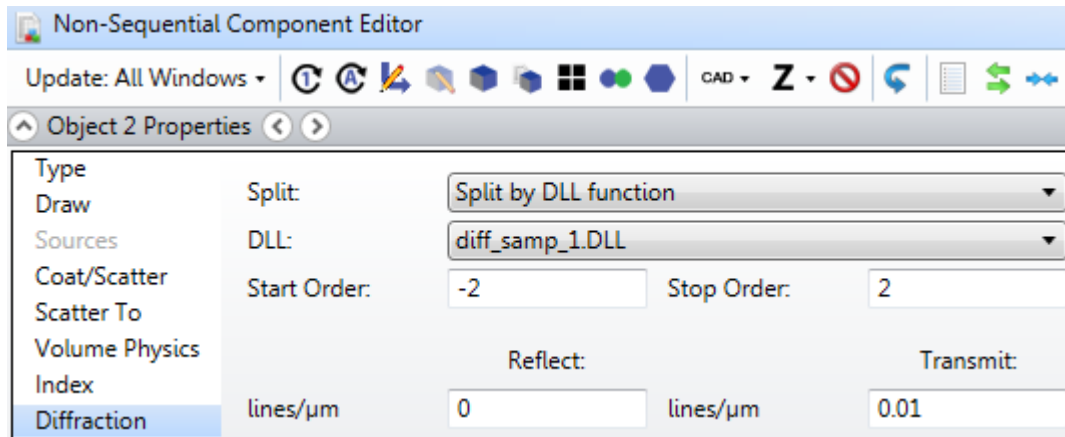 Non-Sequential Component Editor
Update: All Windows CAD Z
Object 2 Properties
Type
Draw
Sources
Coat/Scatter
Scatter To
Volume Physics
Index
Diffraction
Split: Split by DLL function
DLL: diff_samp_1.DLL
Start Order: -2 Stop Order: 2
Reflect: Transmit:
lines/µm 0 lines/µm 0.01